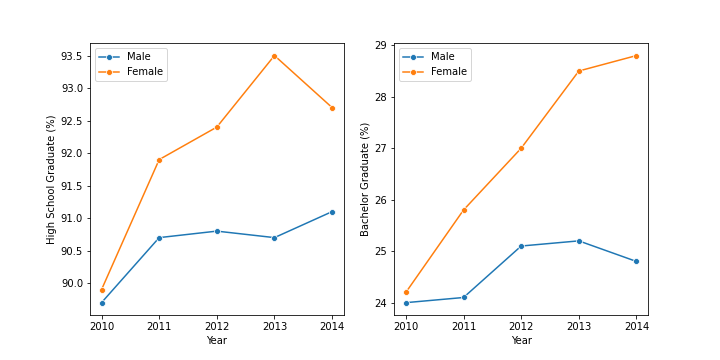 Male
Female
High School Graduate (%)
93.5
93.0
92.5
92.0
91.5
91.0
90.5
90.0
2010 2011 2012 2013 2014
Year
Male
Female
Bachelor Graduate (%)
29
28
27
26
25
24
2010 2011 2012 2013 2014
Year